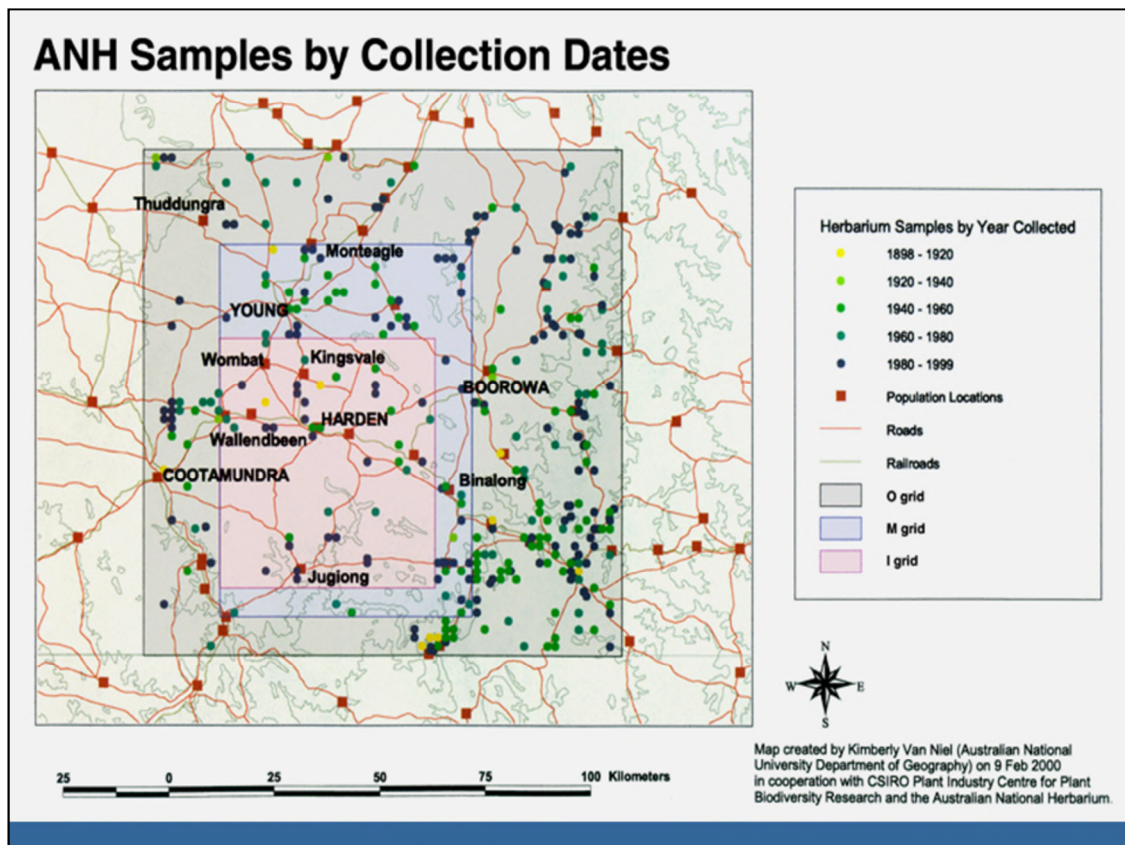 ANH Samples by Collection Dates
Thuddungra
Monteagle
YOUNG
Wombat
Kingsvale
BOOROWA
HARDEN
Wallendbeen
COOTAMUNDRA
Binalong
Jugiong
Herbarium Samples by Year Collected
1898 - 1920
1920 - 1940
1940 - 1960
1960 - 1980
1980 - 1999
Population Locations
Roads
Railroads
O grid
M grid
I grid
N
W E
S
25 0 25 50 75 100 Kilometers
Map created by Kimberly Van Niel (Australian National
University Department of Geography) on 9 Feb 2000
in cooperation with CSIRO Plant Industry Centre for Plant
Biodiversity Research and the Australian National Herbarium.